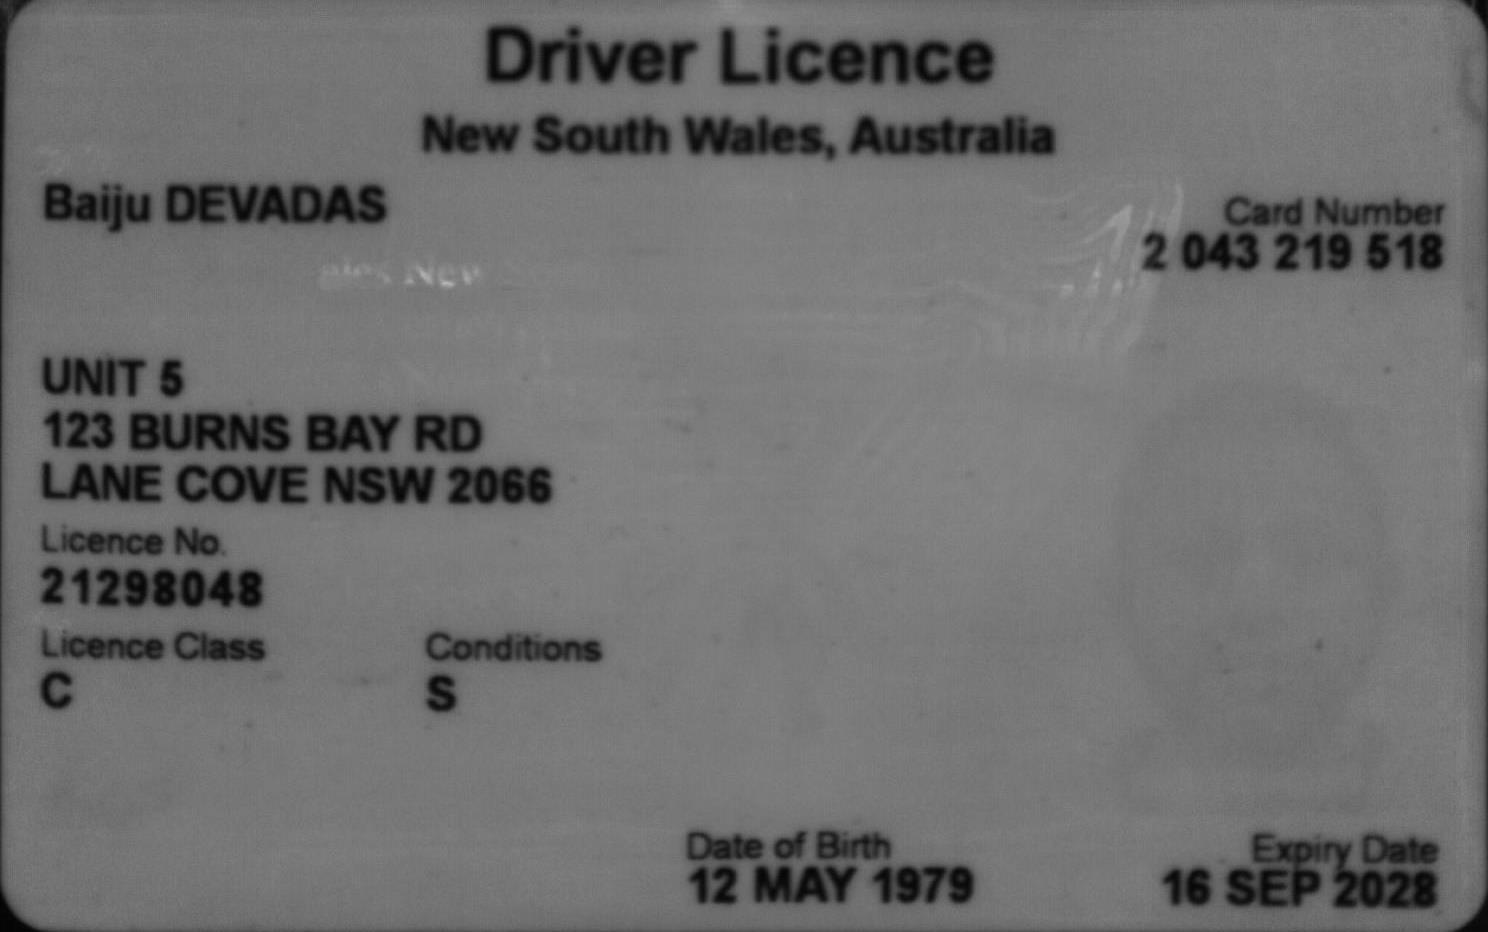 Driver Licence
New South Wales, Australia
Baiju DEVADAS
Card Number
2 043 219 518
ales New
UNIT 5
123 BURNS BAY RD
LANE COVE NSW 2066
Licence No.
21298048
Licence Class
Conditions
C
S
Date of Birth
12 MAY 1979
Expiry Date
16 SEP 2028